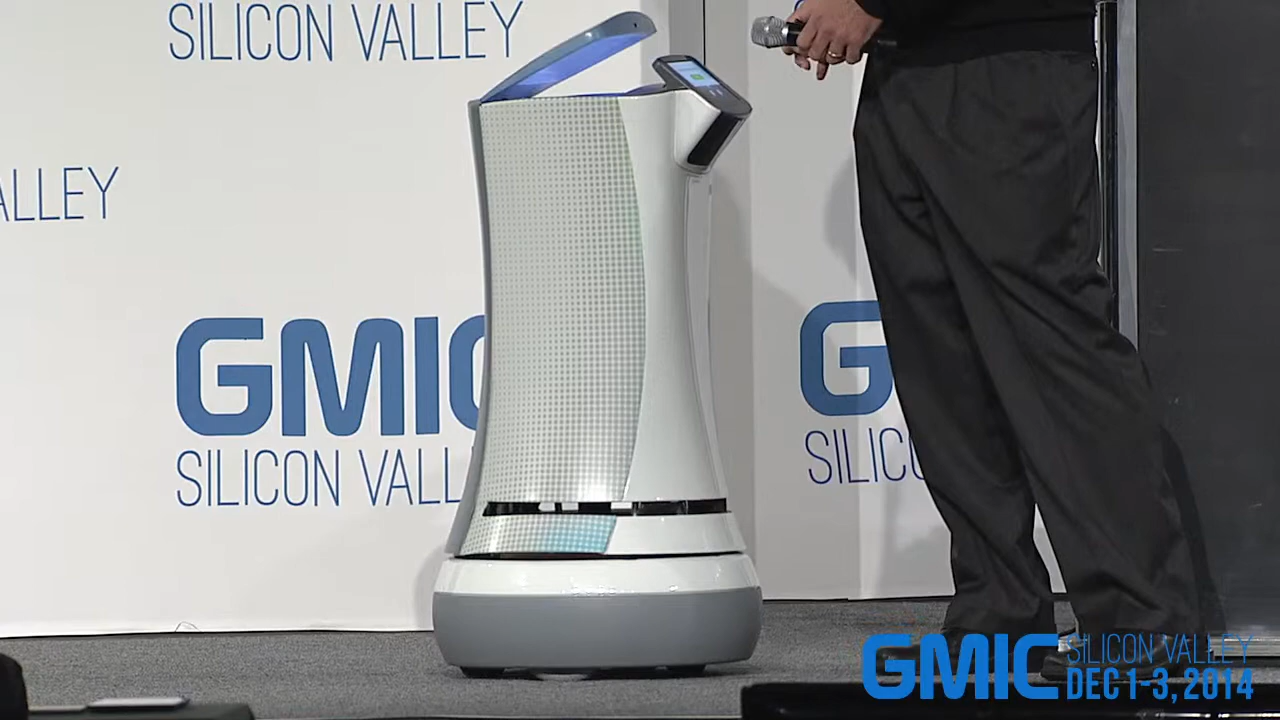 SILICON VALLEY
ALLEY
GMIC
SILICON VALL
G
SILIC
GMIC SILICON VALLEY
DEC 1-3, 2014